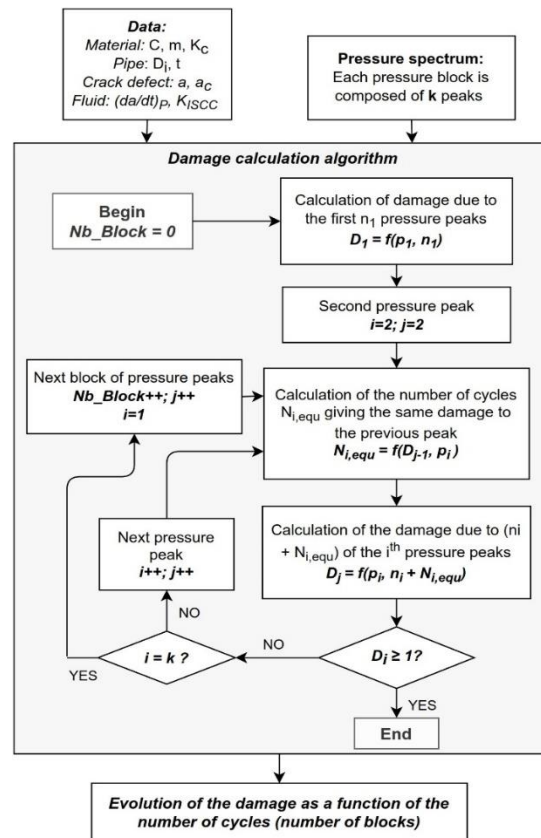 Data:
Material: C, m, K_C
Pipe: D_i, t
Crack defect: a, a_C
Fluid: (da/dt)_P, K_ISCC
Pressure spectrum:
Each pressure block is
composed of k peaks
Damage calculation algorithm
Begin
Nb_Block = 0
Calculation of damage due to
the first n_1 pressure peaks
D_1 = f(p_1, n_1)
Second pressure peak
i=2; j=2
Next block of pressure peaks
Nb_Block++; j++
i=1
Calculation of the number of cycles
N_i,equ giving the same damage to
the previous peak
N_i,equ = f(D_j-1, p_i )
Next pressure
peak
i++; j++
Calculation of the damage due to (ni
+ N_i,equ) of the i^th pressure peaks
D_j = f(p_i, n_i + N_i,equ)
NO
i = k ?
NO
D_i ≥ 1?
YES
YES
End
Evolution of the damage as a function of the
number of cycles (number of blocks)